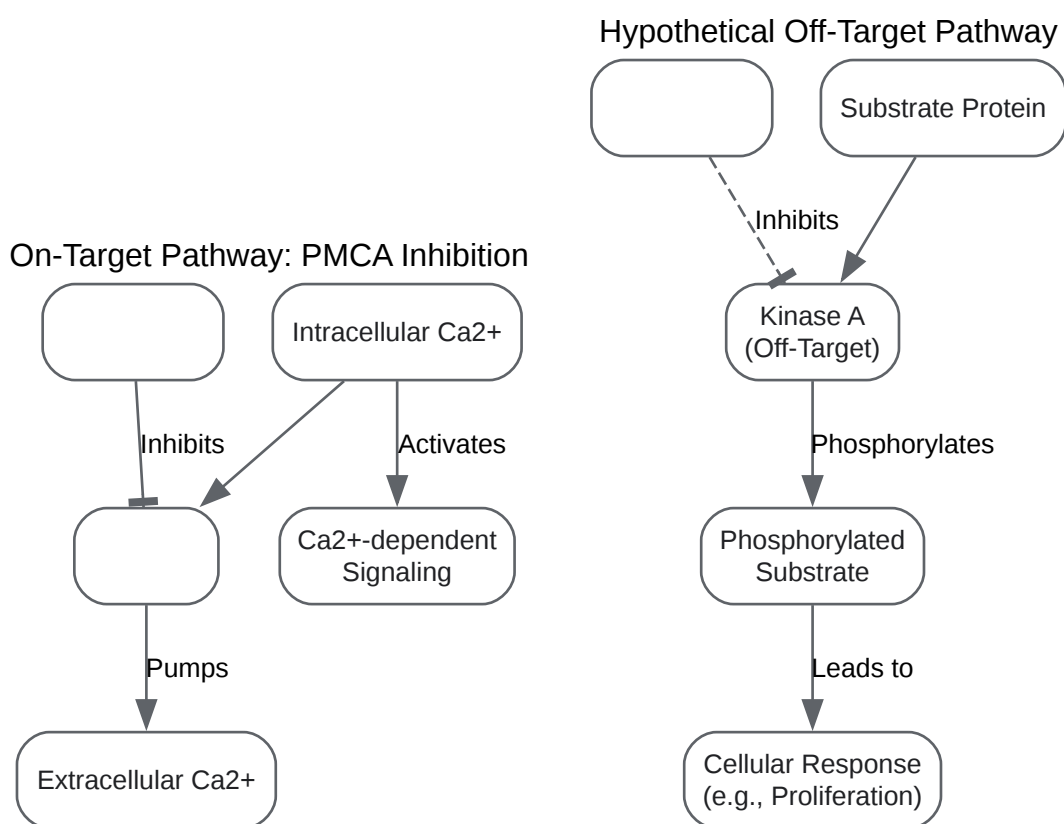 Hypothetical Off-Target Pathway
Substrate Protein
Inhibits
Kinase A
(Off-Target)
Phosphorylates
Phosphorylated
Substrate
Leads to
Cellular Response
(e.g., Proliferation)
On-Target Pathway: PMCA Inhibition
Intracellular Ca2+
Inhibits
Activates
Ca2+-dependent
Signaling
Pumps
Extracellular Ca2+